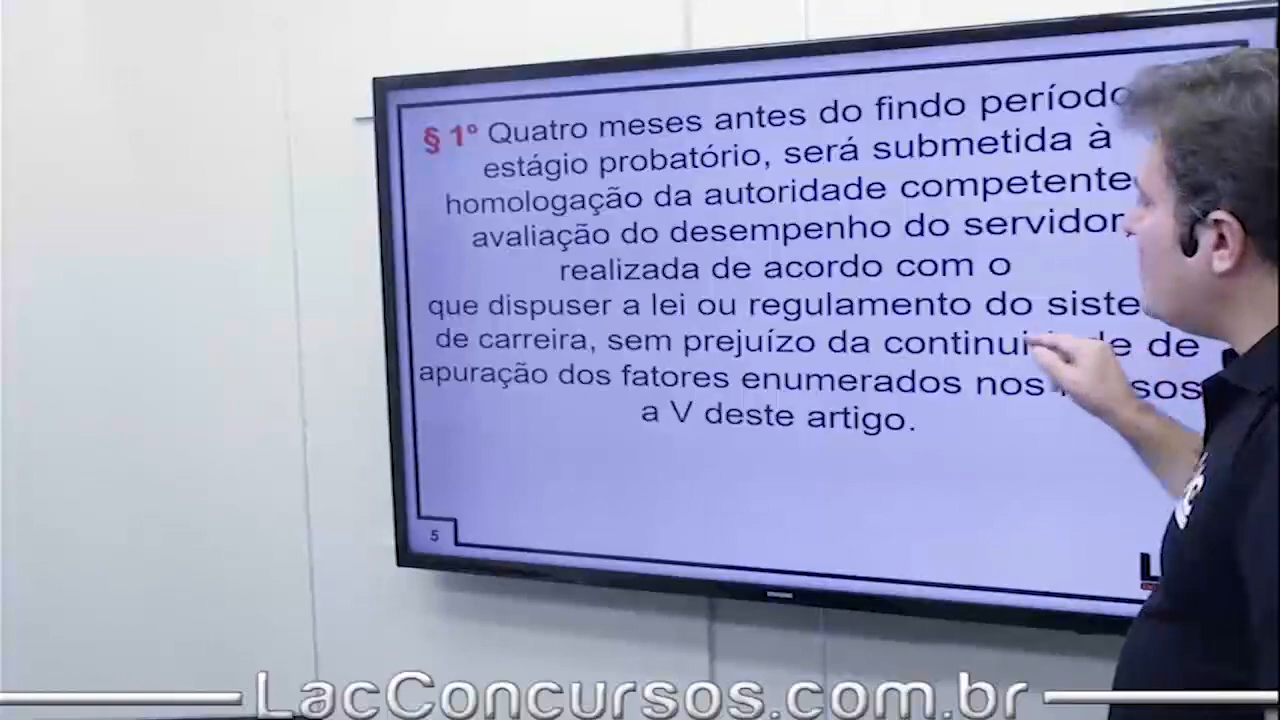 § 1º Quatro meses antes do findo período
estágio probatório, será submetida à
homologação da autoridade competente
avaliação do desempenho do servidor,
realizada de acordo com o
que dispuser a lei ou regulamento do siste
de carreira, sem prejuízo da de
apuração dos fatores enumerados nos
a V deste artigo.
5
LacConcursos.com.br